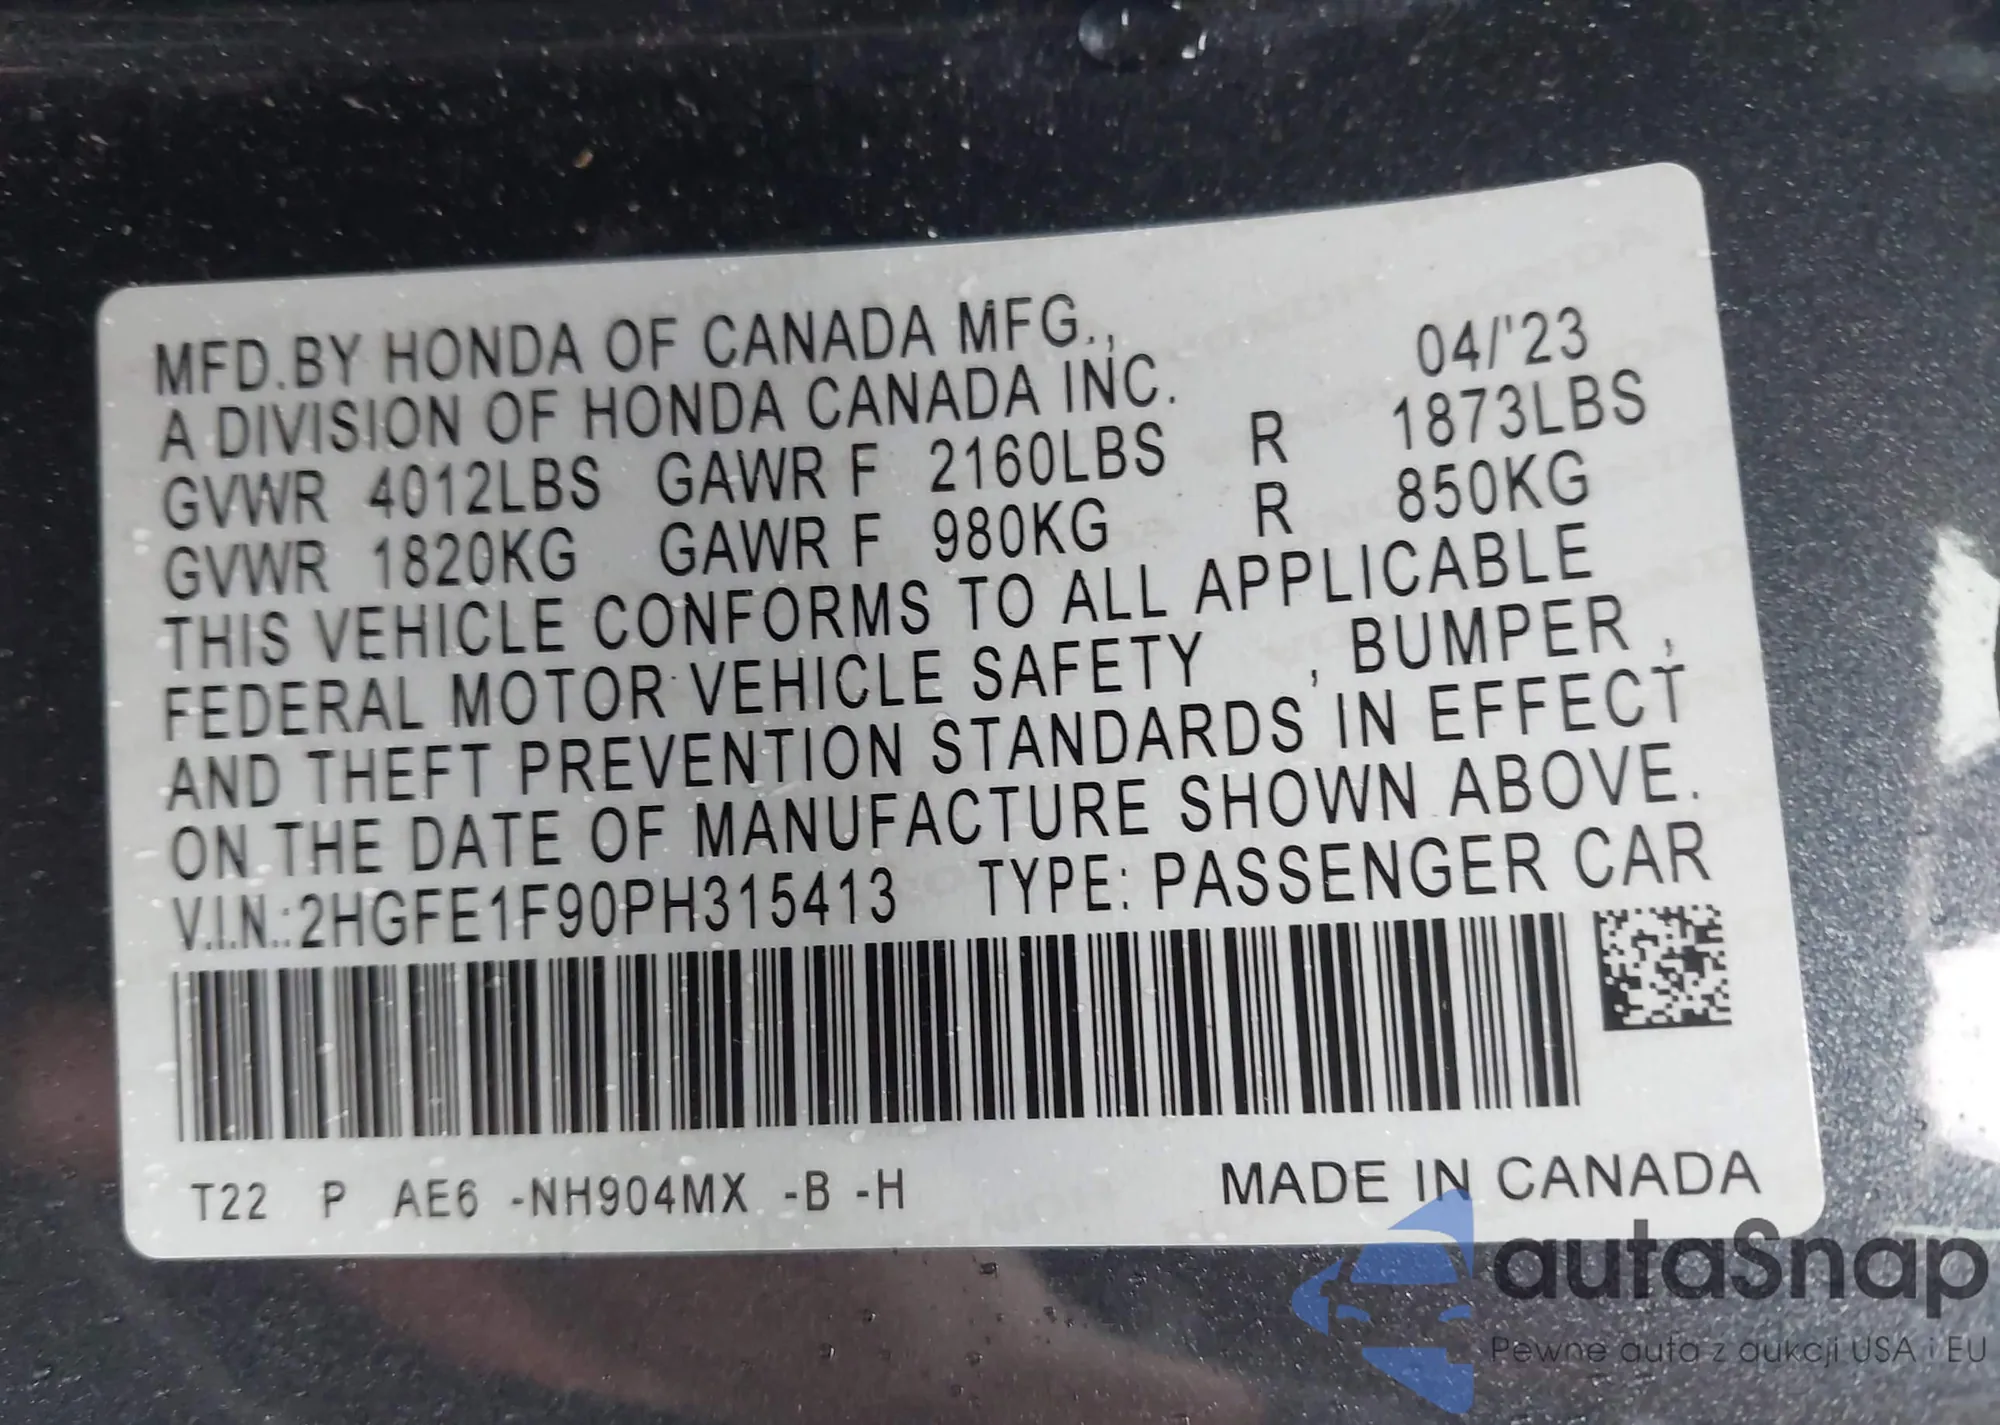 MFD.BY HONDA OF CANADA MFG., 04/'23
A DIVISION OF HONDA CANADA INC.
GVWR 4012LBS GAWR F 2160LBS R 1873LBS
GVWR 1820KG GAWR F 980KG R 850KG
THIS VEHICLE CONFORMS TO ALL APPLICABLE
FEDERAL MOTOR VEHICLE SAFETY , BUMPER ,
AND THEFT PREVENTION STANDARDS IN EFFECT
ON THE DATE OF MANUFACTURE SHOWN ABOVE.
V.I.N.:2HGFE1F90PH315413 TYPE: PASSENGER CAR
T22 P AE6 -NH904MX -B -H MADE IN CANADA
autaSnap
Pewne auta z aukcji USA i EU